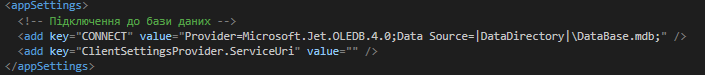 <appSettings>
<!-- Підключення до бази даних -->
<add key="CONNECT" value="Provider=Microsoft.Jet.OLEDB.4.0;Data Source=|DataDirectory|\DataBase.mdb;" />
<add key="ClientSettingsProvider.ServiceUri" value="" />
</appSettings>